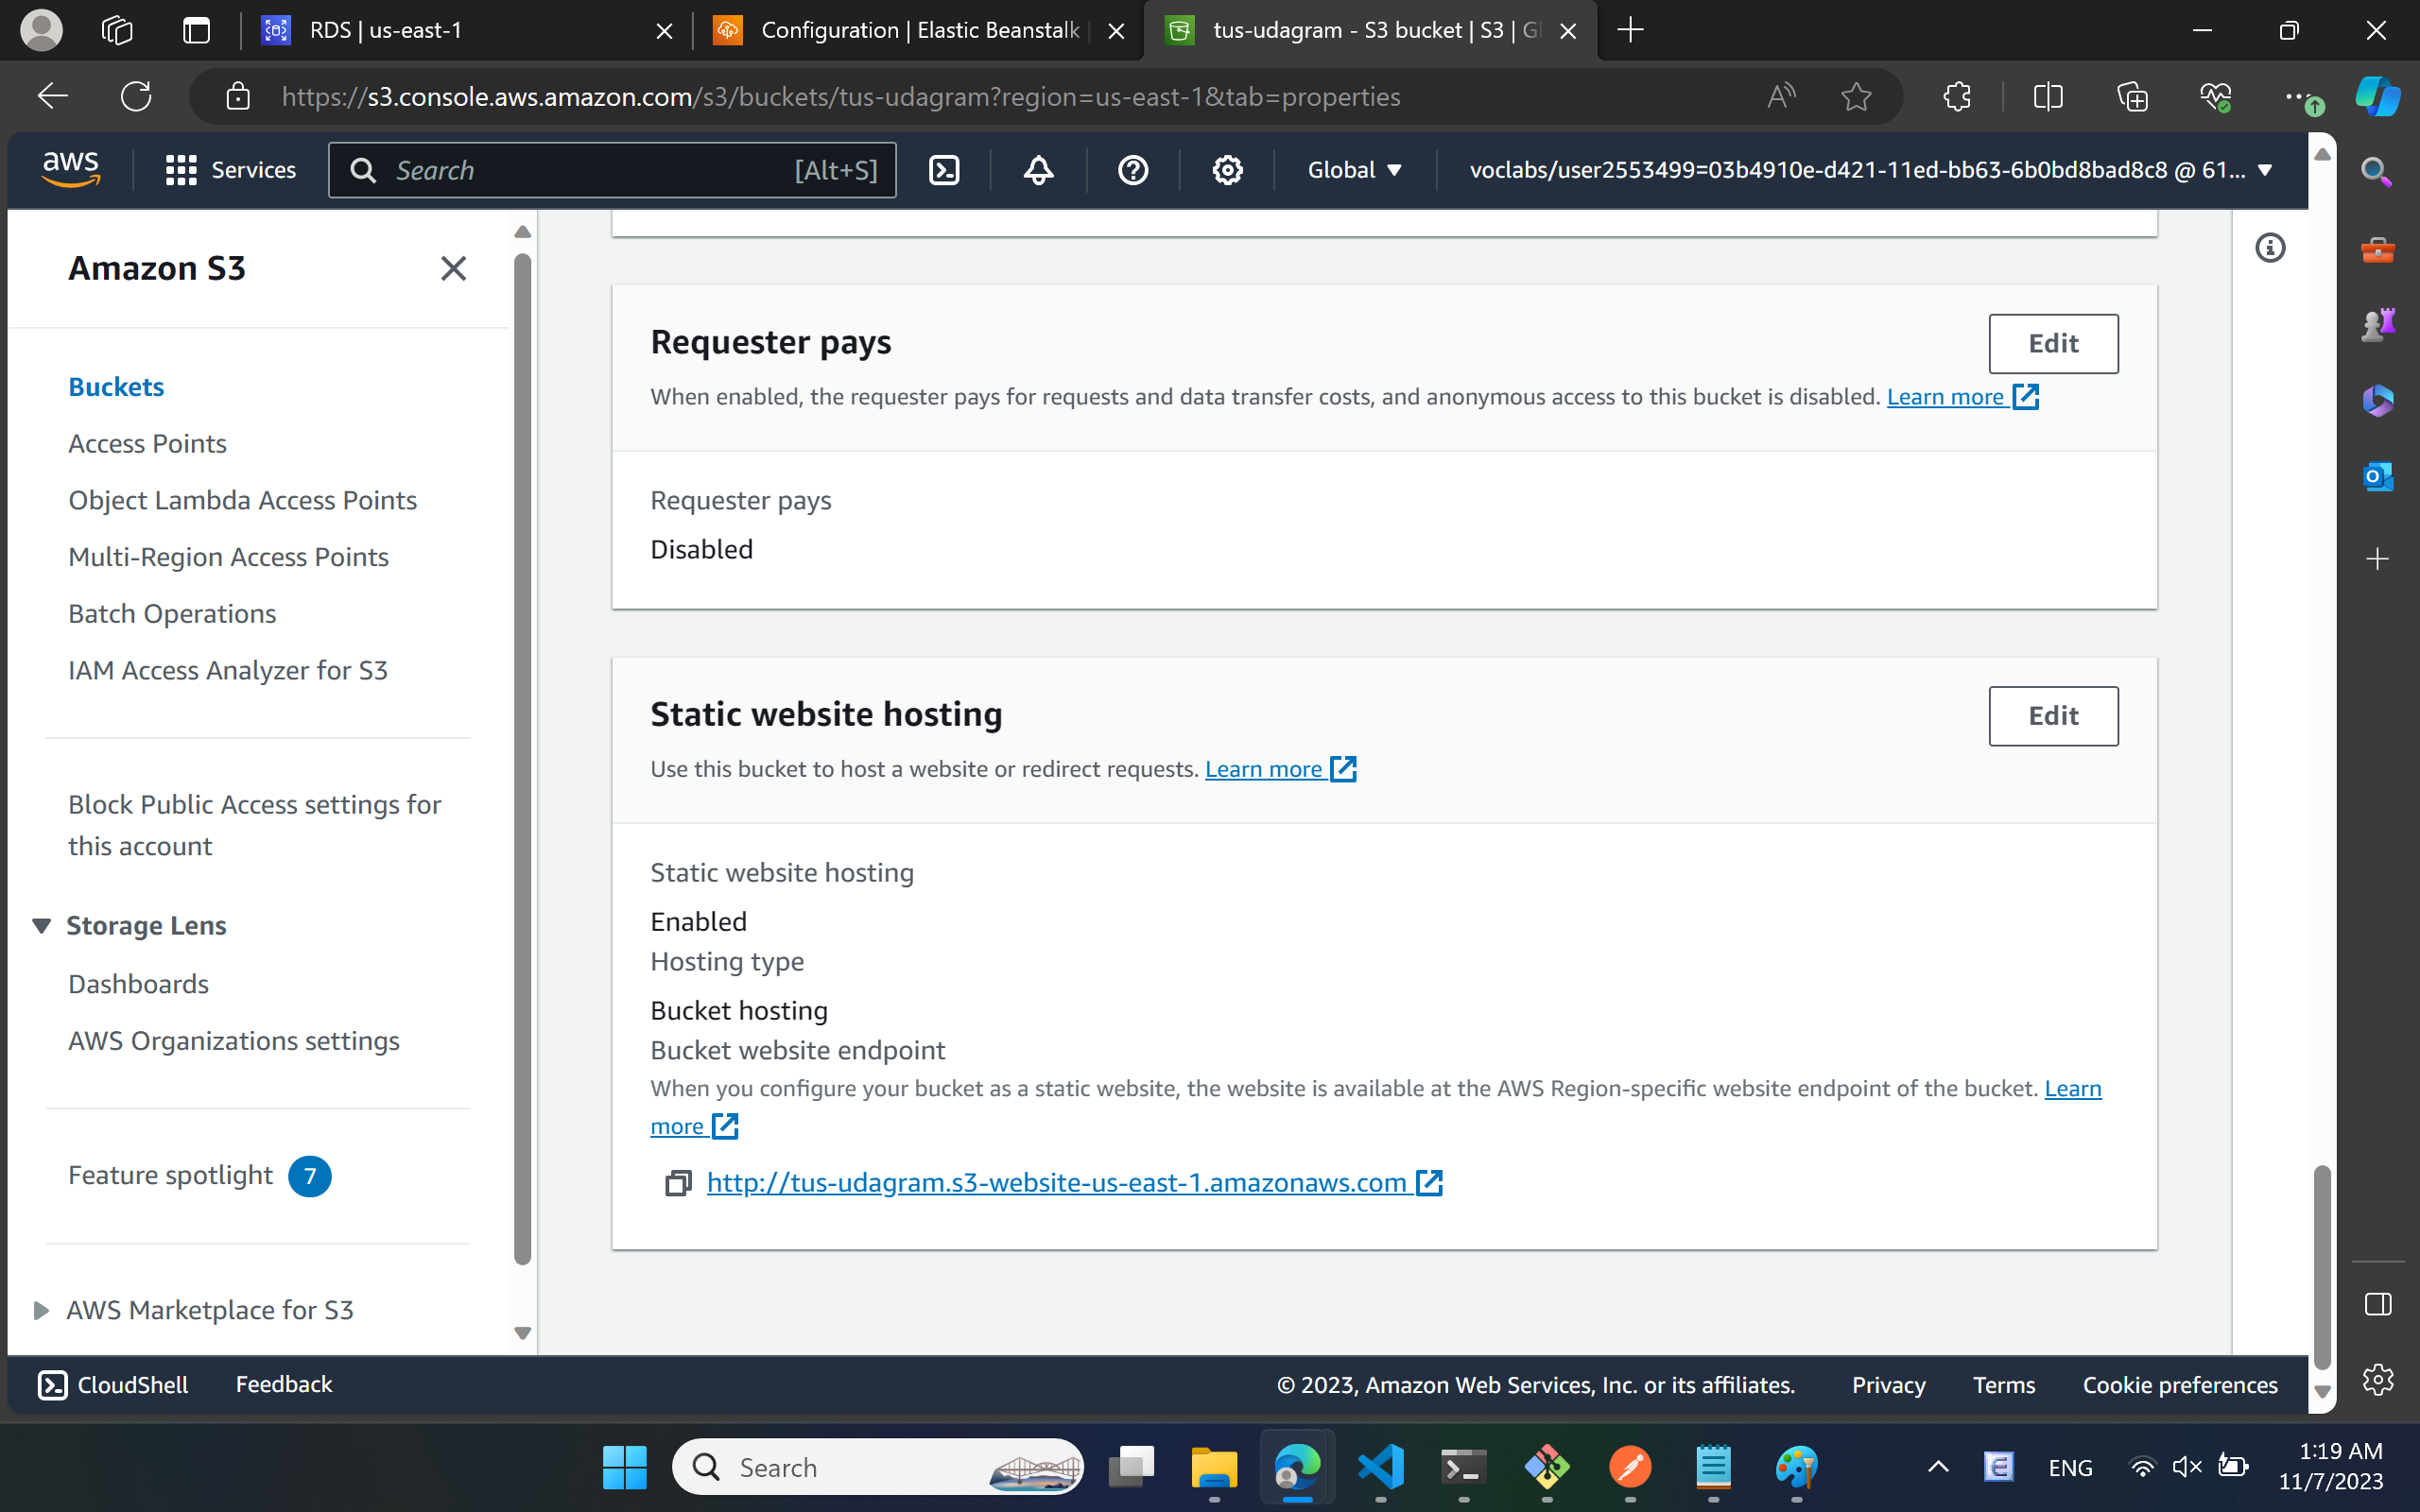 RDS | us-east-1
Configuration | Elastic Beanstalk
tus-udagram - S3 bucket | S3 | Gl
https://s3.console.aws.amazon.com/s3/buckets/tus-udagram?region=us-east-1&tab=properties
aws
Services
Search
[Alt+S]
Global
voclabs/user2553499=03b4910e-d421-11ed-bb63-6b0bd8bad8c8 @ 61...
Amazon S3
Buckets
Access Points
Object Lambda Access Points
Multi-Region Access Points
Batch Operations
IAM Access Analyzer for S3
Block Public Access settings for
this account
Storage Lens
Dashboards
AWS Organizations settings
Feature spotlight 7
AWS Marketplace for S3
Requester pays
Edit
When enabled, the requester pays for requests and data transfer costs, and anonymous access to this bucket is disabled. Learn more
Requester pays
Disabled
Static website hosting
Edit
Use this bucket to host a website or redirect requests. Learn more
Static website hosting
Enabled
Hosting type
Bucket hosting
Bucket website endpoint
When you configure your bucket as a static website, the website is available at the AWS Region-specific website endpoint of the bucket. Learn
more
http://tus-udagram.s3-website-us-east-1.amazonaws.com
CloudShell
Feedback
© 2023, Amazon Web Services, Inc. or its affiliates.
Privacy
Terms
Cookie preferences
Search
ENG
1:19 AM
11/7/2023